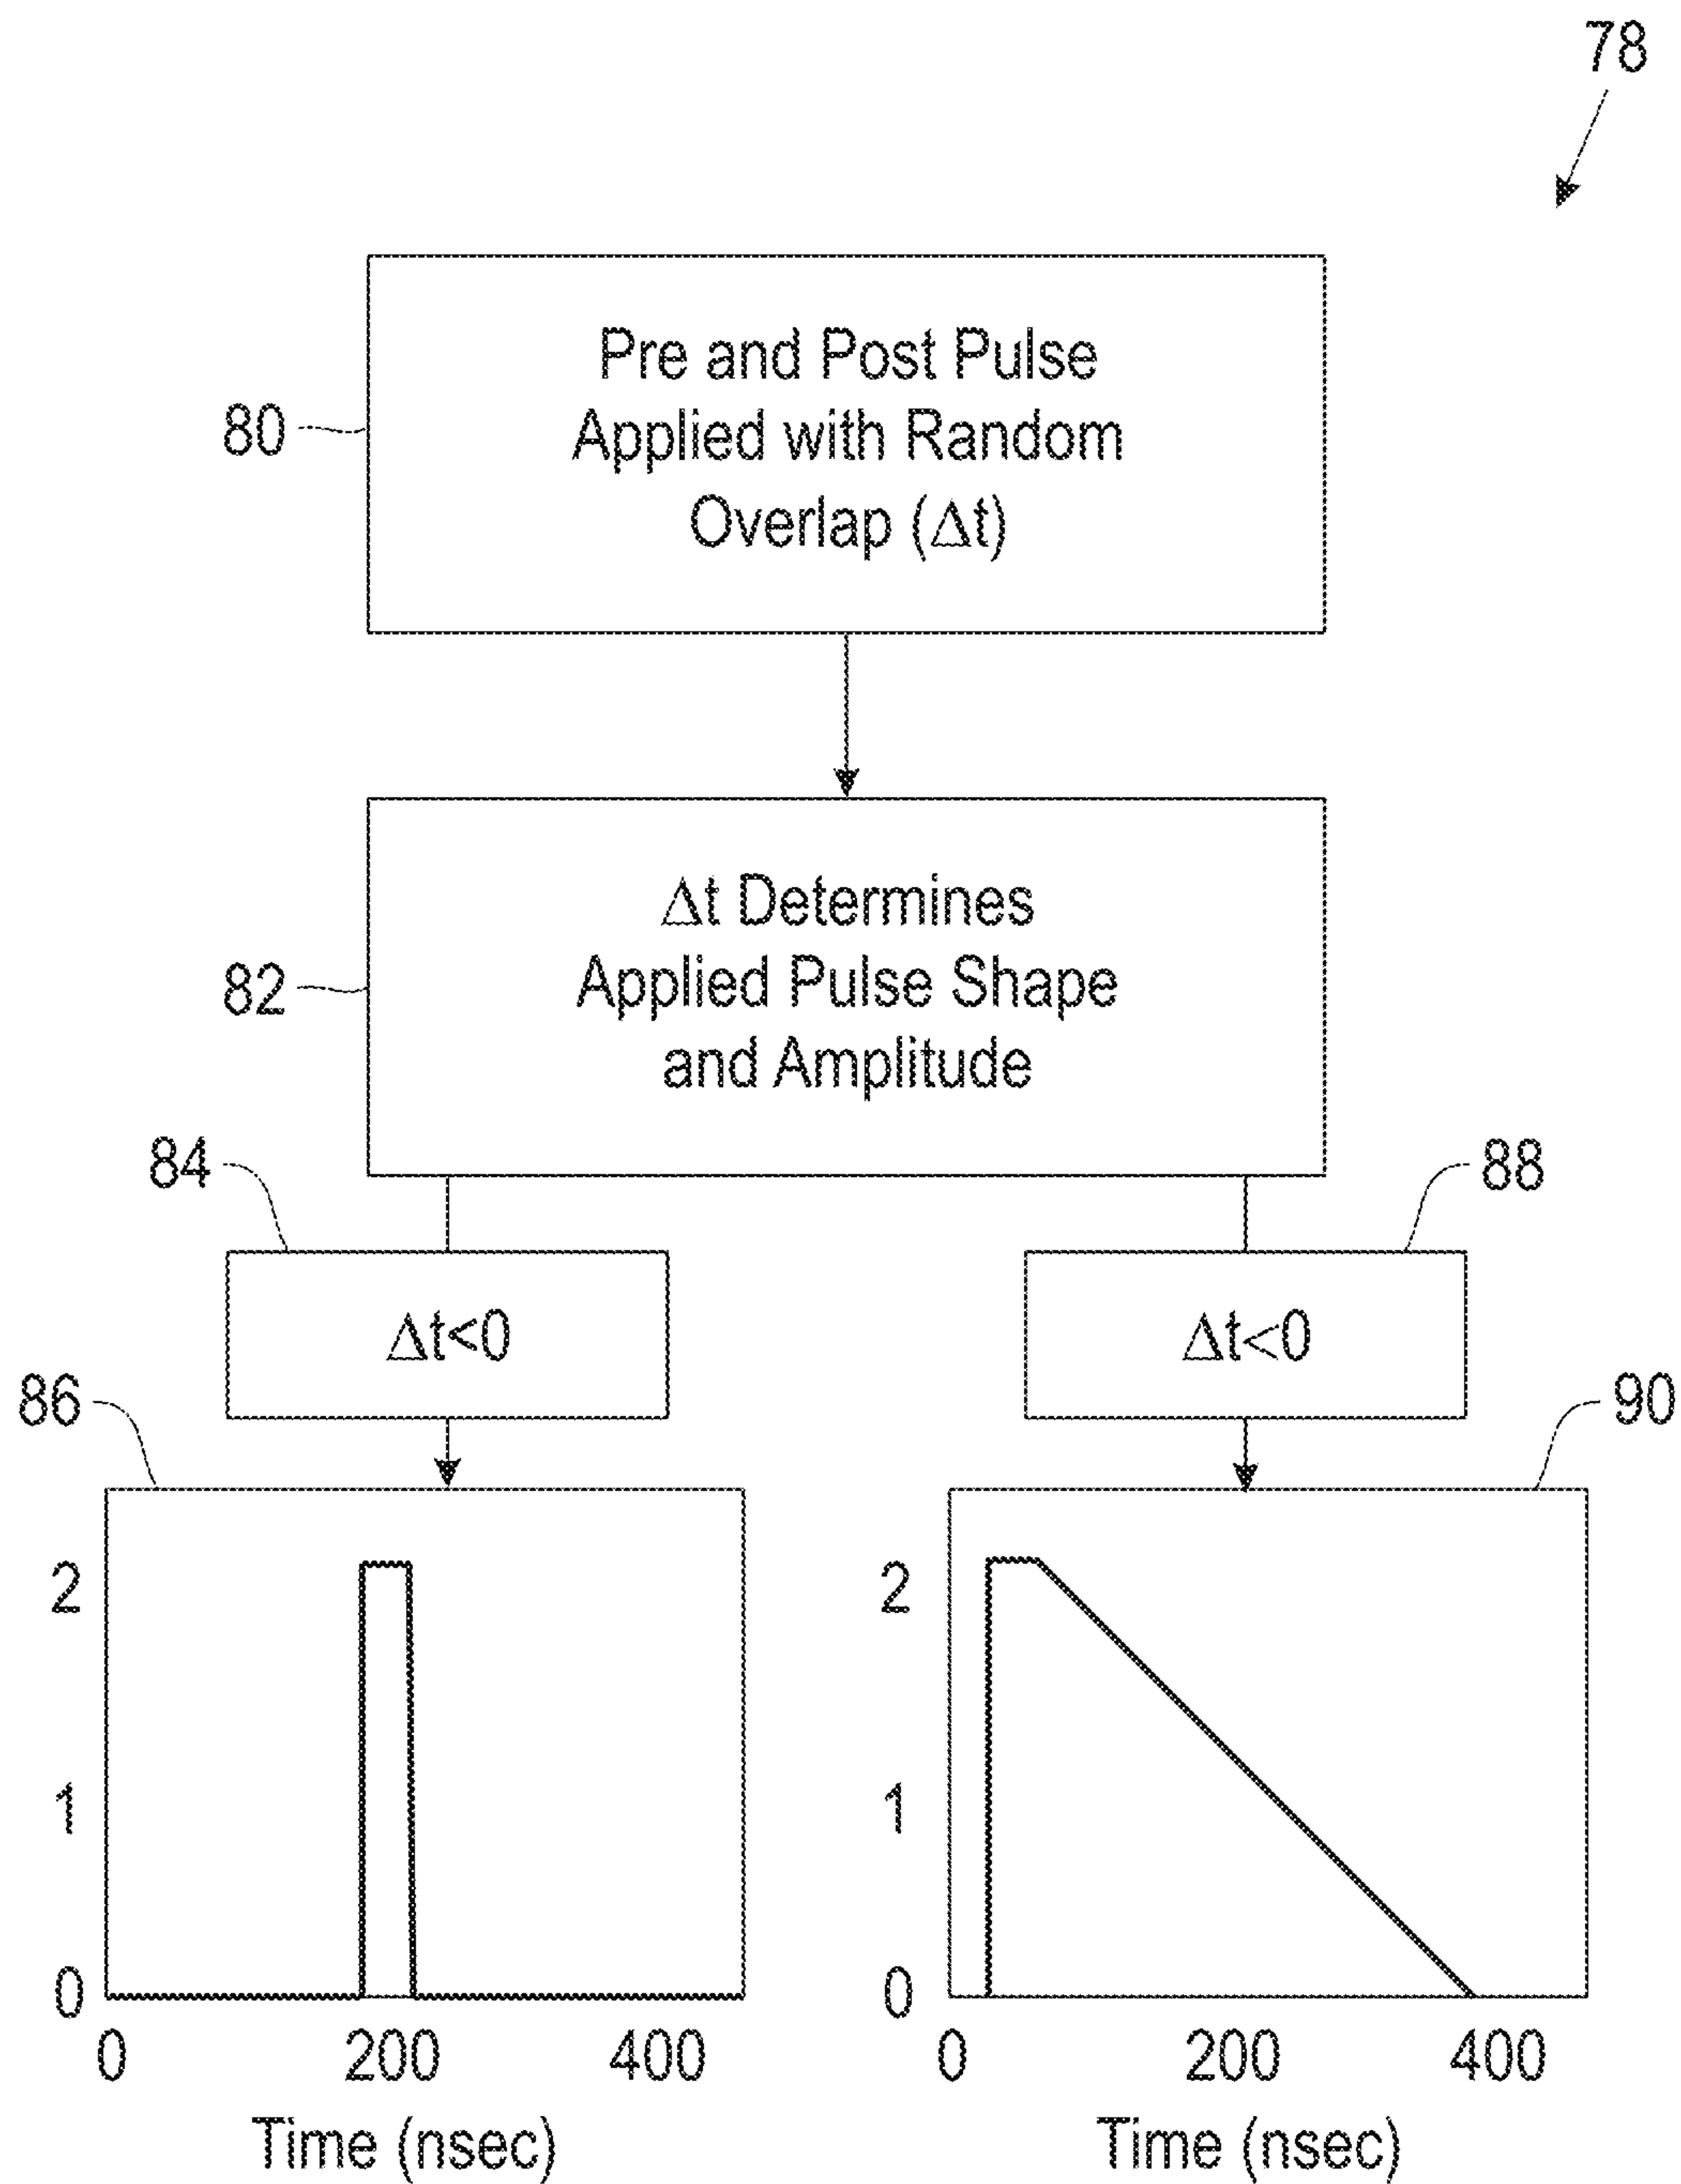 78
80
Pre and Post Pulse
Applied with Random
Overlap (Δt)
82
Δt Determines
Applied Pulse Shape
and Amplitude
84
Δt<0
88
Δt<0
86
2
1
0
0 200 400
Time (nsec)
90
2
1
0
0 200 400
Time (nsec)